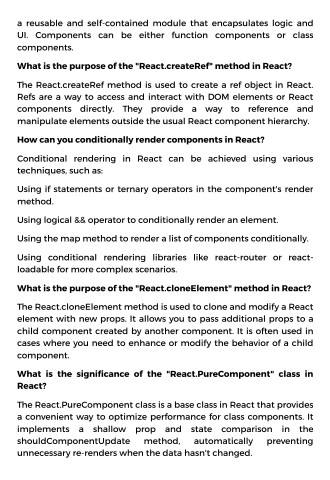 a reusable and self-contained module that encapsulates logic and
UI. Components can be either function components or class
components.
What is the purpose of the "React.createRef" method in React?
The React.createRef method is used to create a ref object in React.
Refs are a way to access and interact with DOM elements or React
components directly. They provide a way to reference and
manipulate elements outside the usual React component hierarchy.
How can you conditionally render components in React?
Conditional rendering in React can be achieved using various
techniques, such as:
Using if statements or ternary operators in the component's render
method.
Using logical && operator to conditionally render an element.
Using the map method to render a list of components conditionally.
Using conditional rendering libraries like react-router or react-
loadable for more complex scenarios.
What is the purpose of the "React.cloneElement" method in React?
The React.cloneElement method is used to clone and modify a React
element with new props. It allows you to pass additional props to a
child component created by another component. It is often used in
cases where you need to enhance or modify the behavior of a child
component.
What is the significance of the "React.PureComponent" class in
React?
The React.PureComponent class is a base class in React that provides
a convenient way to optimize performance for class components. It
implements a shallow prop and state comparison in the
shouldComponentUpdate method, automatically preventing
unnecessary re-renders when the data hasn't changed.